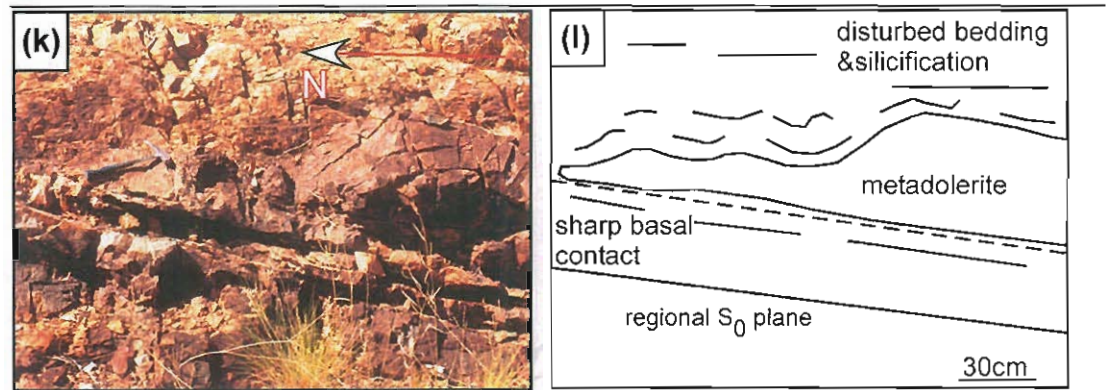 (k)
N
(l)
disturbed bedding
&silicification
metadolerite
sharp basal
contact
regional S₀ plane
30cm